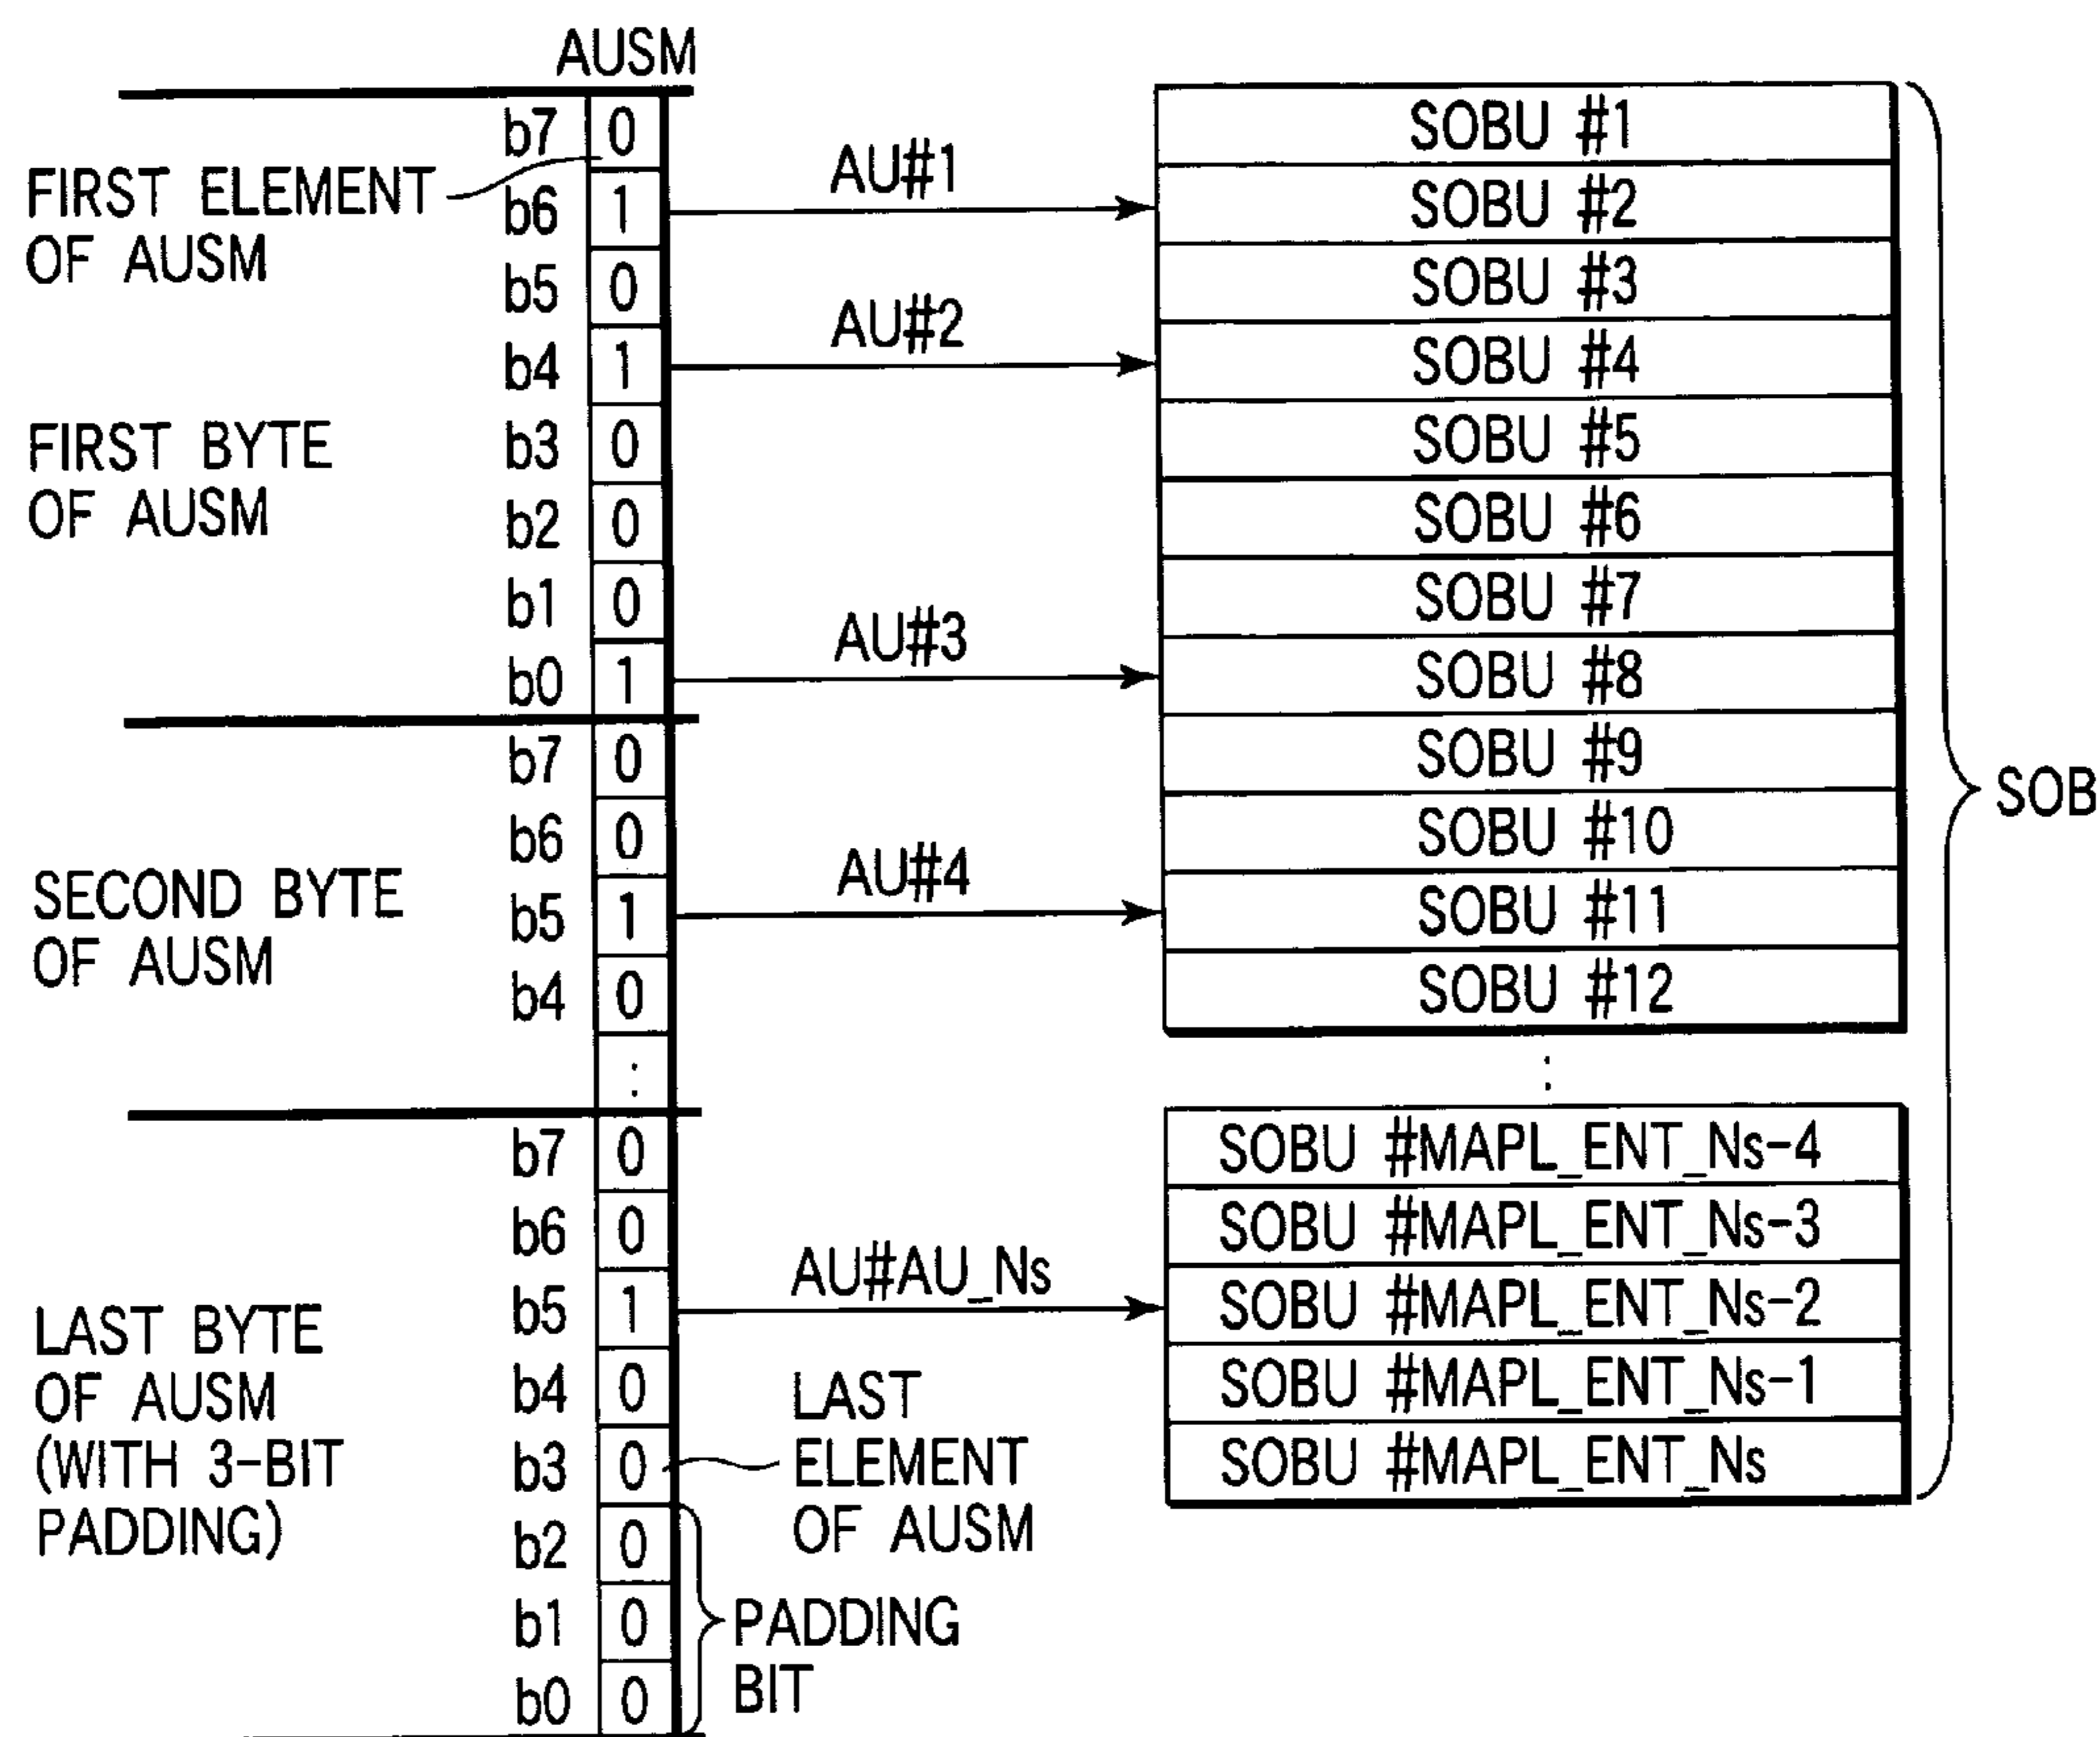 AUSM
b7 0
FIRST ELEMENT
OF AUSM
b6 1
AU#1
b5 0
b4 1
AU#2
FIRST BYTE
OF AUSM
b3 0
b2 0
b1 0
b0 1
AU#3
b7 0
b6 0
SECOND BYTE
OF AUSM
b5 1
AU#4
b4 0
:
b7 0
b6 0
b5 1
AU#AU_Ns
LAST BYTE
OF AUSM
(WITH 3-BIT
PADDING)
b4 0
b3 0
LAST
ELEMENT
OF AUSM
b2 0
b1 0
b0 0
PADDING
BIT
SOBU #1
SOBU #2
SOBU #3
SOBU #4
SOBU #5
SOBU #6
SOBU #7
SOBU #8
SOBU #9
SOBU #10
SOBU #11
SOBU #12
:
SOBU #MAPL_ENT_Ns-4
SOBU #MAPL_ENT_Ns-3
SOBU #MAPL_ENT_Ns-2
SOBU #MAPL_ENT_Ns-1
SOBU #MAPL_ENT_Ns
SOB